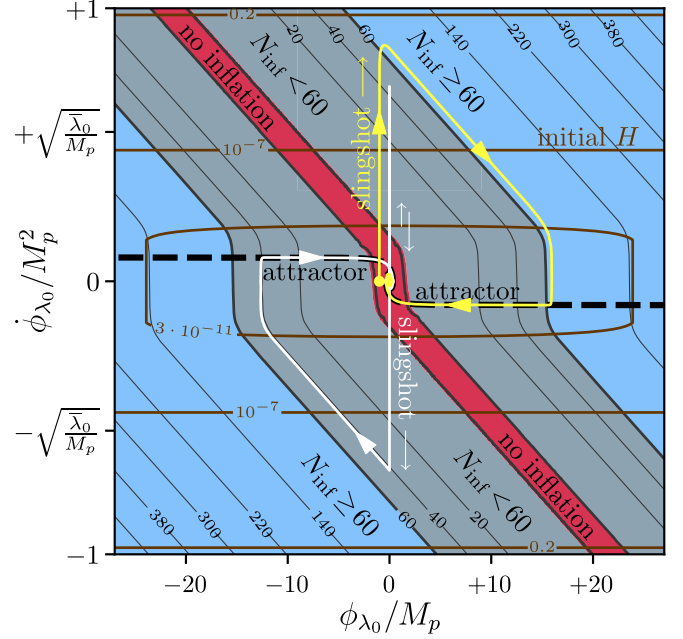 +1
0.2
20
40
60
140
220
300
380
no inflation
N_inf < 60
N_inf ≥ 60
+√(λ̄₀/M_p)
10⁻⁷
slingshot ⟶
initial H
attractor
attractor
0
3 · 10⁻¹¹
slingshot ⟶
10⁻⁷
−√(λ̄₀/M_p)
N_inf ≥ 60
N_inf < 60
no inflation
380
300
220
140
60
40
20
0.2
−1
−20
−10
0
+10
+20
ϕ_λ₀/M_p
ϕ̇_λ₀/M_p²